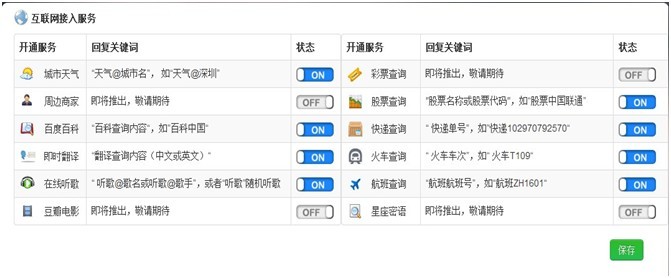 互联网接入服务
开通服务 回复关键词 状态 开通服务 回复关键词 状态
城市天气 "天气@城市名"，如"天气@深圳" ON 彩票查询 即将推出，敬请期待 OFF
周边商家 即将推出，敬请期待 OFF 股票查询 "股票名称或股票代码"，如"股票中国联通" ON
百度百科 "百科查询内容"，如"百科中国" ON 快递查询 " 快递单号"，如"快递102970792570" ON
即时翻译 "翻译查询内容（中文或英文）" ON 火车查询 " 火车车次"，如" 火车T109" ON
在线听歌 " 听歌@歌名或听歌@歌手"，或者"听歌"随机听歌 ON 航班查询 "航班航班号"，如"航班ZH1601" ON
豆瓣电影 即将推出，敬请期待 OFF 星座密语 即将推出，敬请期待 OFF
保存